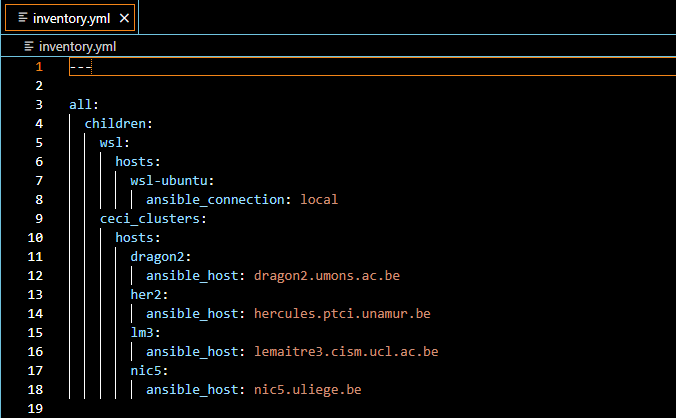 inventory.yml
inventory.yml
1 ---
2
3 all:
4   children:
5     wsl:
6       hosts:
7         wsl-ubuntu:
8           ansible_connection: local
9     ceci_clusters:
10       hosts:
11         dragon2:
12           ansible_host: dragon2.umons.ac.be
13         her2:
14           ansible_host: hercules.ptci.unamur.be
15         lm3:
16           ansible_host: lemaitre3.cism.ucl.ac.be
17         nic5:
18           ansible_host: nic5.uliege.be
19